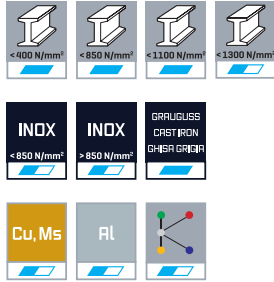 <400 N/mm² <850 N/mm² <1100 N/mm² <1300 N/mm²
INOX INOX GRAUGUSS
CAST IRON
GHISA GRIGIA
<850 N/mm² >850 N/mm²
Cu, Ms Al